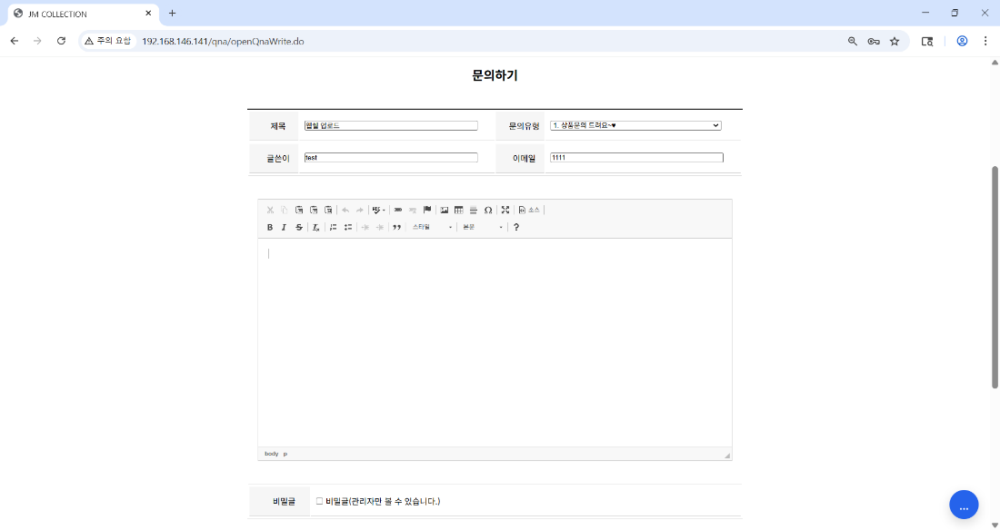 JM COLLECTION
주의 요함 192.168.146.141/qna/openQnaWrite.do
문의하기
제목 웹쉘 업로드 문의유형 1. 상품문의 드려요~♥
글쓴이 test 이메일 1111
소스
B I S Ix 스타일 본문 ?
body p
비밀글 비밀글(관리자만 볼 수 있습니다.)
...